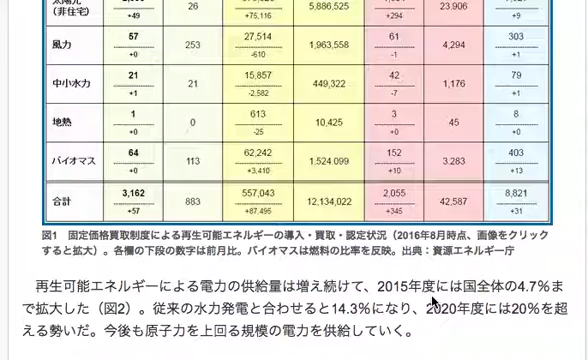 太陽光 5,886,525
(非住宅) +49 26 +75,116 +294 23.906 +9
風力 57 +0 253 27,514 -610 1,963,558 61 -1 4,294 303 +0
中小水力 21 +1 21 15,857 -2,582 449,322 42 -7 1,176 79 +1
地熱 1 +0 0 613 -25 10,425 3 +0 45 8 +0
バイオマス 64 +0 113 62,242 +3,410 1,524.099 152 +10 3.283 403 +13
合計 3,162 +57 883 557,043 +87.495 12,134,022 2,055 +345 42,587 8,821 +31
図1 固定価格買取制度による再生可能エネルギーの導入・買取・認定状況(2016年8月時点、画像をクリック
すると拡大)。各欄の下段の数字は前月比。バイオマスは燃料の比率を反映。出典:資源エネルギー庁
再生可能エネルギーによる電力の供給量は増え続けて、2015年度には国全体の4.7%ま
で拡大した(図2)。従来の水力発電と合わせると14.3%になり、2020年度には20%を超
える勢いだ。今後も原子力を上回る規模の電力を供給していく。